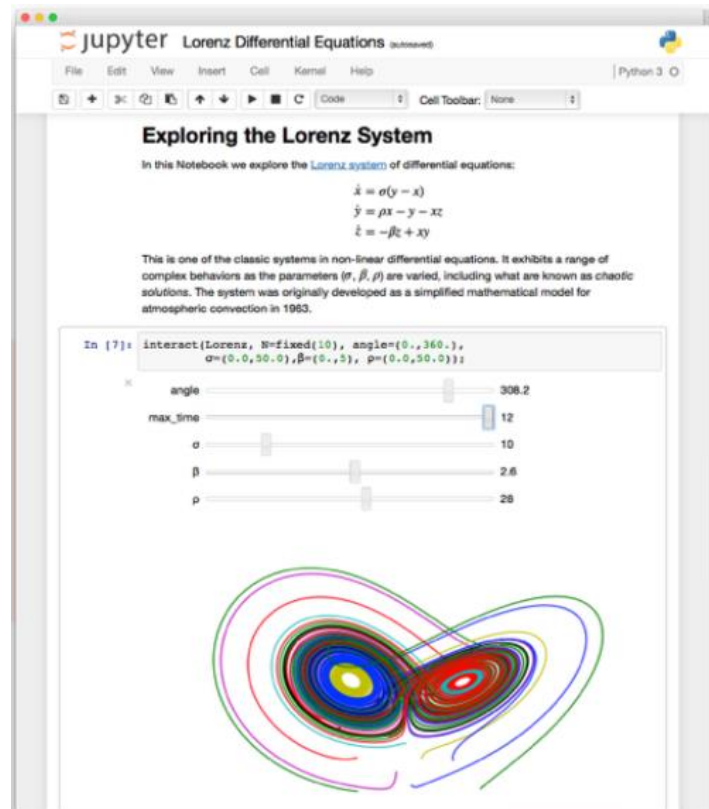 jupyter Lorenz Differential Equations (autosaved)
File Edit View Insert Cell Kernel Help Python 3
Code Cell Toolbar: None
Exploring the Lorenz System
In this Notebook we explore the Lorenz system of differential equations:
ẋ = σ(y − x)
ẏ = ρx − y − xz
ż = −βz + xy
This is one of the classic systems in non-linear differential equations. It exhibits a range of
complex behaviors as the parameters (σ, β, ρ) are varied, including what are known as chaotic
solutions. The system was originally developed as a simplified mathematical model for
atmospheric convection in 1963.
In [7]: interact(Lorenz, N=fixed(10), angle=(0.,360.),
σ=(0.0,50.0),β=(0.,5), ρ=(0.0,50.0));
angle 308.2
max_time 12
σ 10
β 2.6
ρ 28